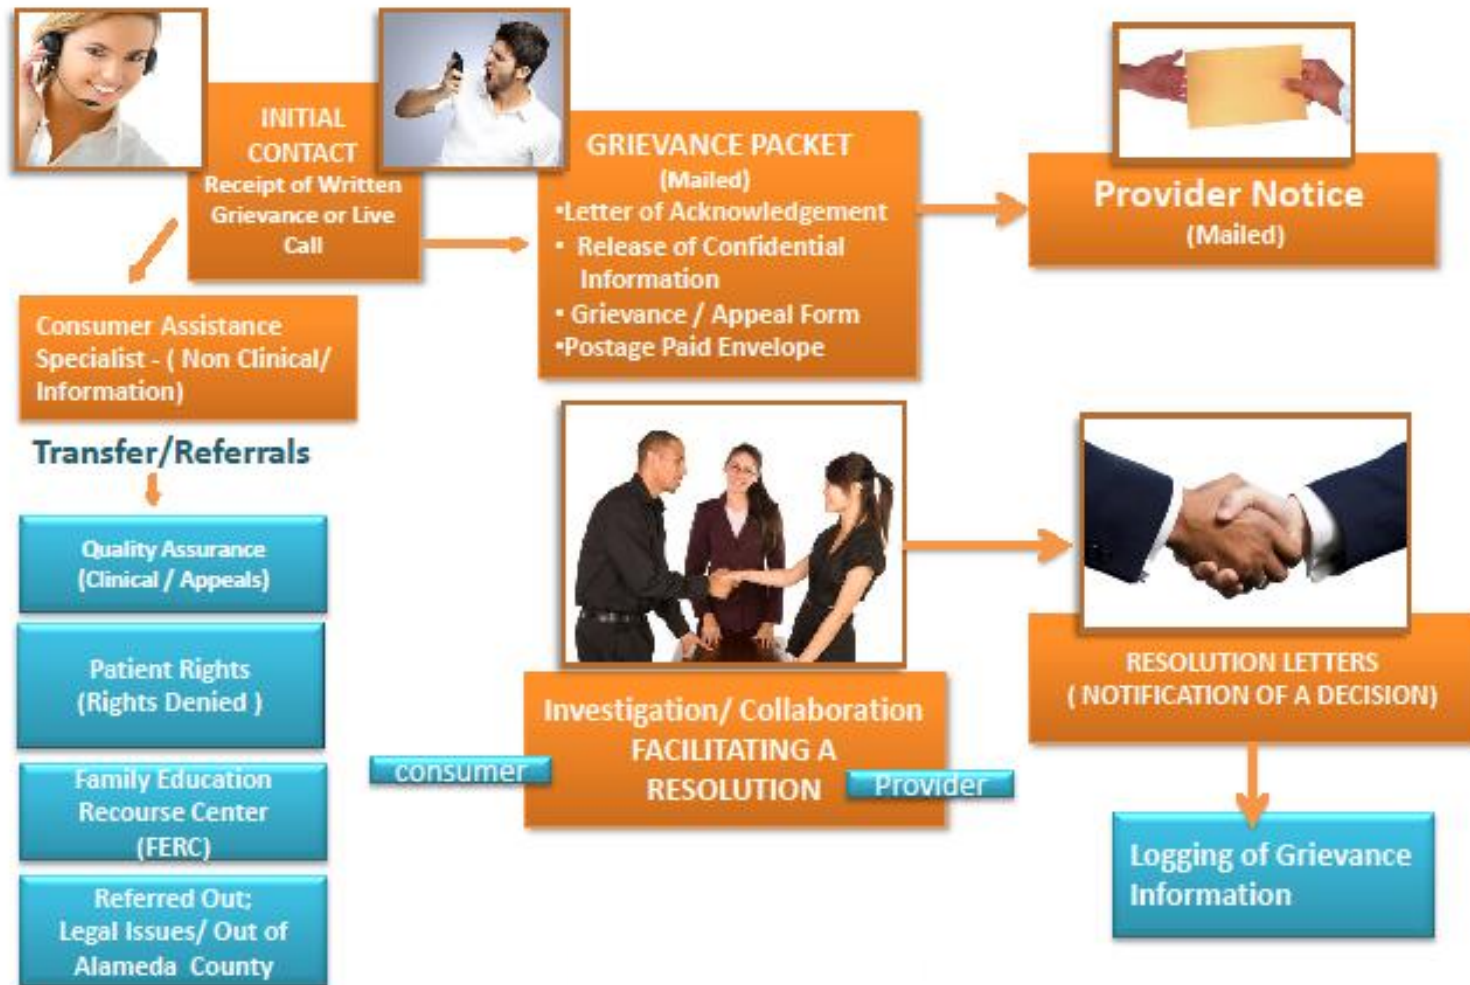 INITIAL
CONTACT
Receipt of Written
Grievance or Live
Call
GRIEVANCE PACKET
(Mailed)
•Letter of Acknowledgement
• Release of Confidential
Information
• Grievance / Appeal Form
•Postage Paid Envelope
Provider Notice
(Mailed)
Consumer Assistance
Specialist - ( Non Clinical/
Information)
Transfer/Referrals
Quality Assurance
(Clinical / Appeals)
Patient Rights
(Rights Denied )
Family Education
Recourse Center
(FERC)
Referred Out;
Legal Issues/ Out of
Alameda County
Investigation/ Collaboration
FACILITATING A
RESOLUTION
consumer
Provider
RESOLUTION LETTERS
( NOTIFICATION OF A DECISION)
Logging of Grievance
Information